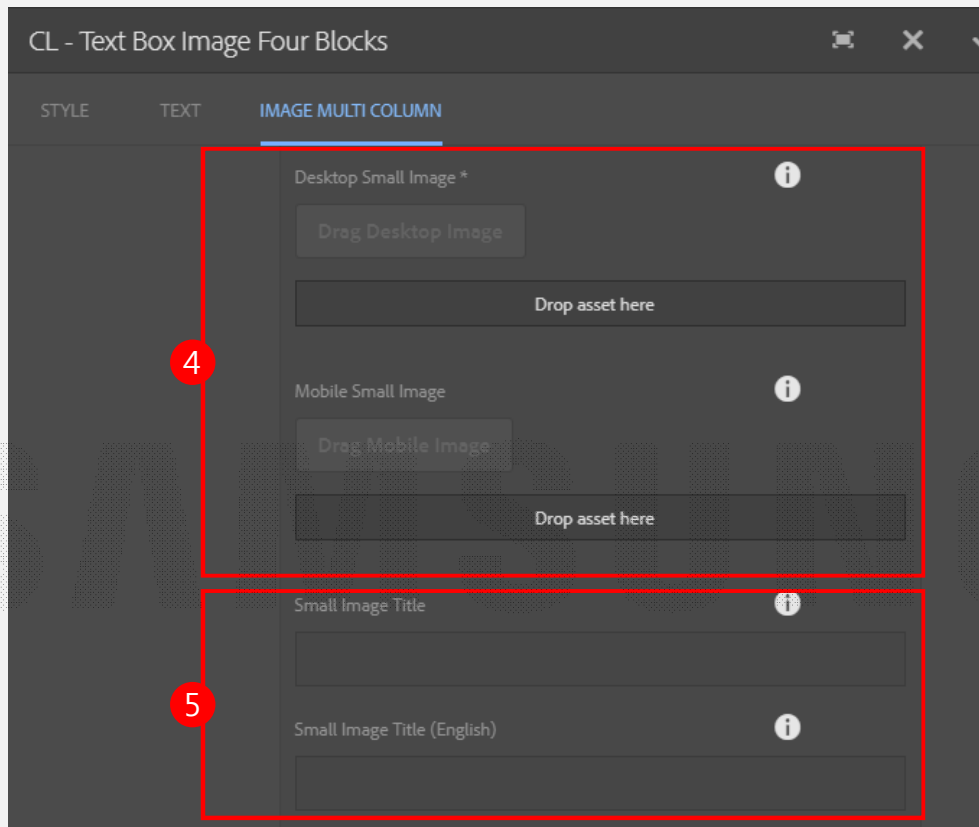 CL - Text Box Image Four Blocks
STYLE TEXT IMAGE MULTI COLUMN
Desktop Small Image *
Drag Desktop Image
Drop asset here
4
Mobile Small Image
Drag Mobile Image
Drop asset here
SAMSUNG
Small Image Title
5
Small Image Title (English)